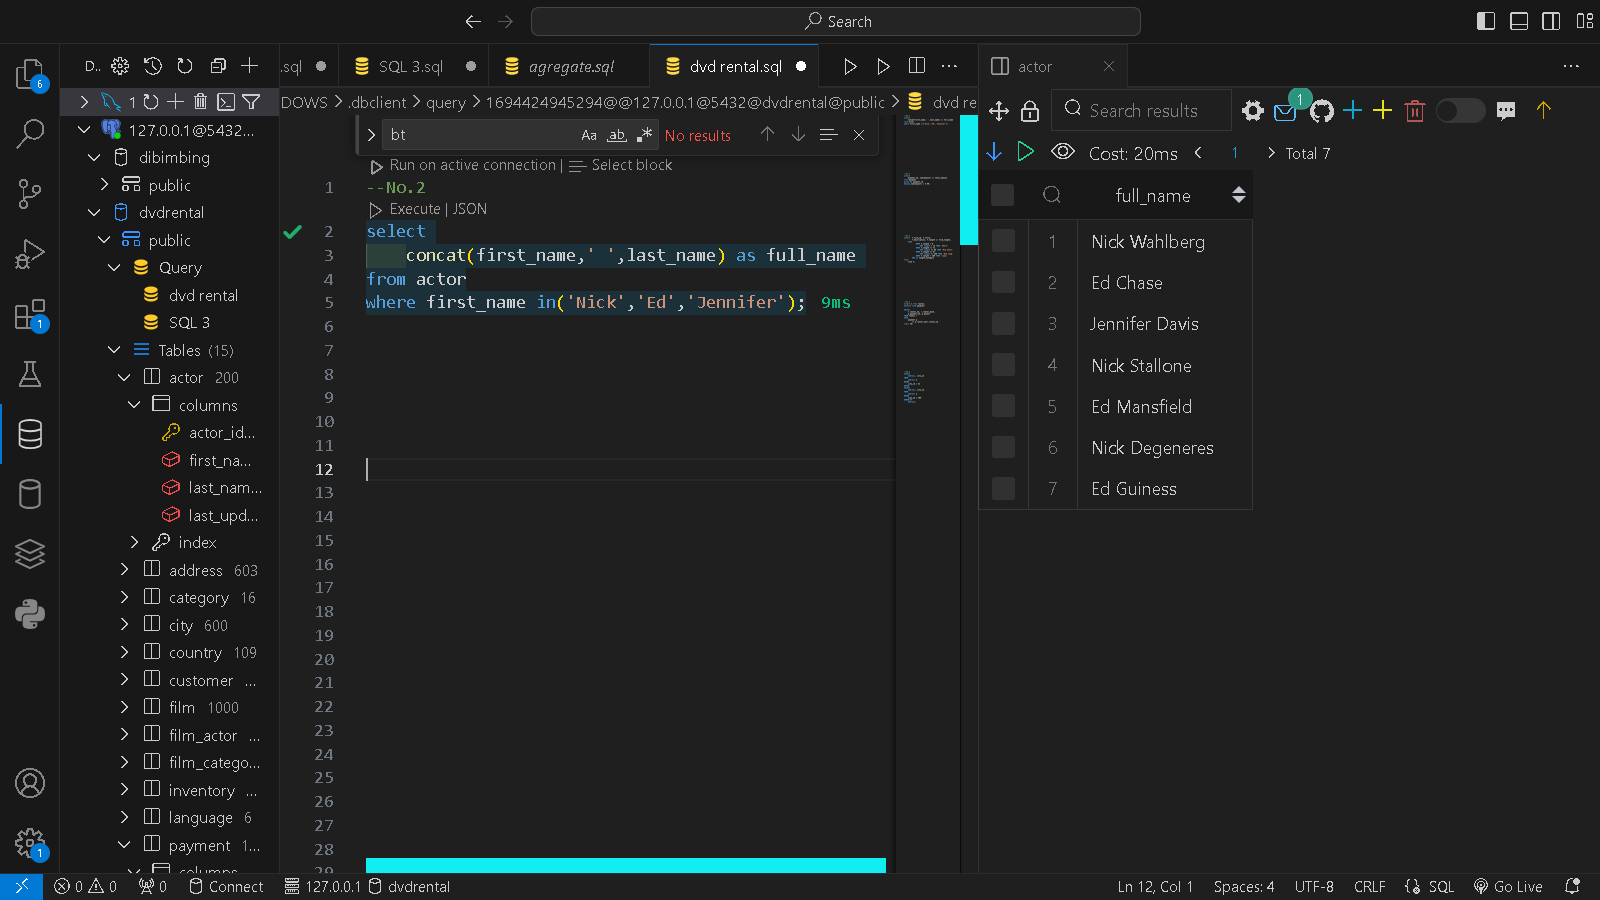 Search
D..
.sql
SQL 3.sql
agregate.sql
dvd rental.sql
actor
6
1
DOWS > .dbclient > query > 1694424945294@@127.0.0.1@5432@dvdrental@public > dvd re
bt
Aa
ab
No results
Search results
1
Run on active connection | Select block
Cost: 20ms
1
Total 7
127.0.0.1@5432...
dibimbing
public
dvdrental
public
Query
dvd rental
SQL 3
Tables (15)
actor 200
columns
actor_id...
first_na...
last_nam...
last_upd...
index
address 603
category 16
city 600
country 109
customer ...
film 1000
film_actor ...
film_catego...
inventory ...
language 6
payment 1...
columns
1 --No.2
Execute | JSON
2 select
3 concat(first_name,' ',last_name) as full_name
4 from actor
5 where first_name in('Nick','Ed','Jennifer'); 9ms
6
7
8
9
10
11
12
13
14
15
16
17
18
19
20
21
22
23
24
25
26
27
28
29
full_name
1 Nick Wahlberg
2 Ed Chase
3 Jennifer Davis
4 Nick Stallone
5 Ed Mansfield
6 Nick Degeneres
7 Ed Guiness
1
1
0 0 0 Connect 127.0.0.1 dvdrental
Ln 12, Col 1 Spaces: 4 UTF-8 CRLF SQL Go Live